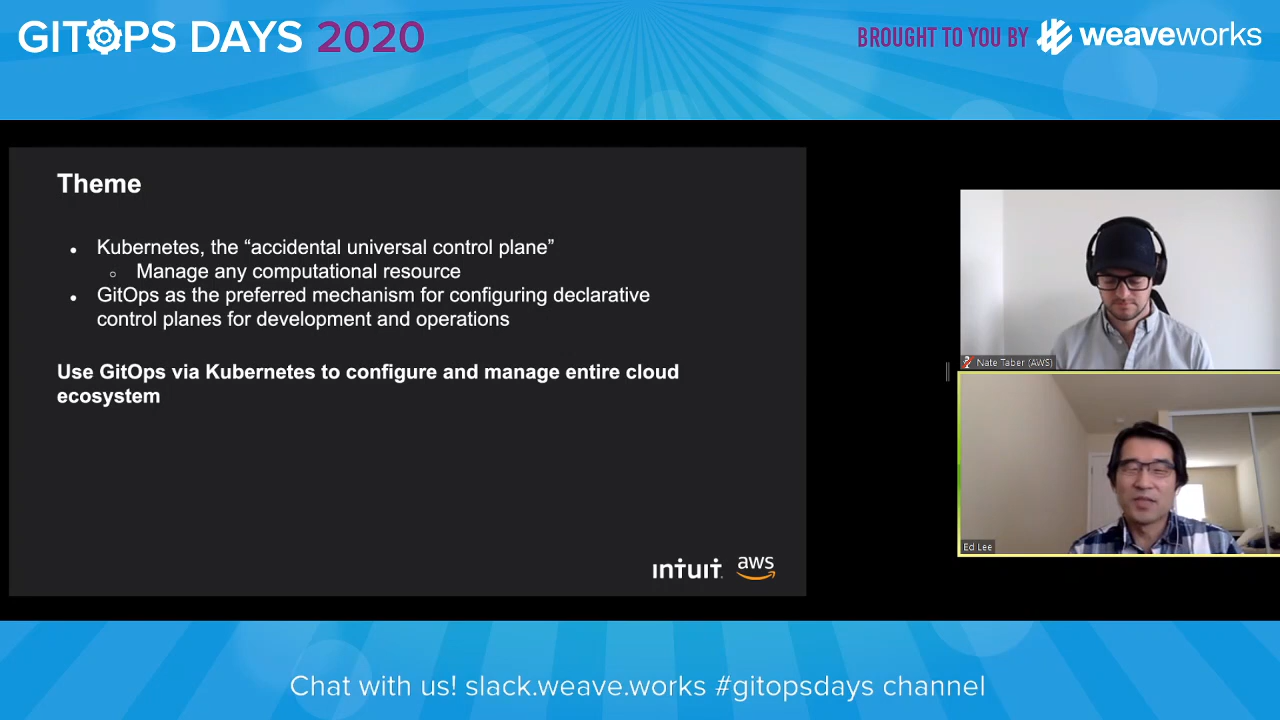 GITOPS DAYS 2020
BROUGHT TO YOU BY weaveworks
Theme
Kubernetes, the “accidental universal control plane”
Manage any computational resource
GitOps as the preferred mechanism for configuring declarative
control planes for development and operations
Use GitOps via Kubernetes to configure and manage entire cloud
ecosystem
intuit. aws
Nate Taber (AWS)
Ed Lee
Chat with us! slack.weave.works #gitopsdays channel